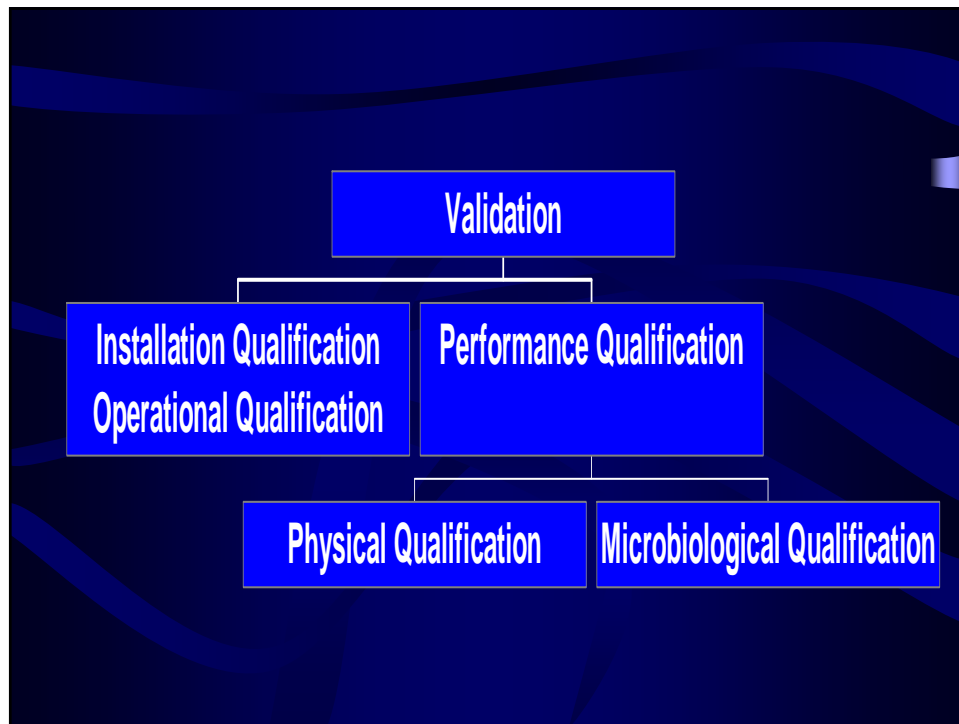 Validation
Installation Qualification
Operational Qualification
Performance Qualification
Physical Qualification
Microbiological Qualification